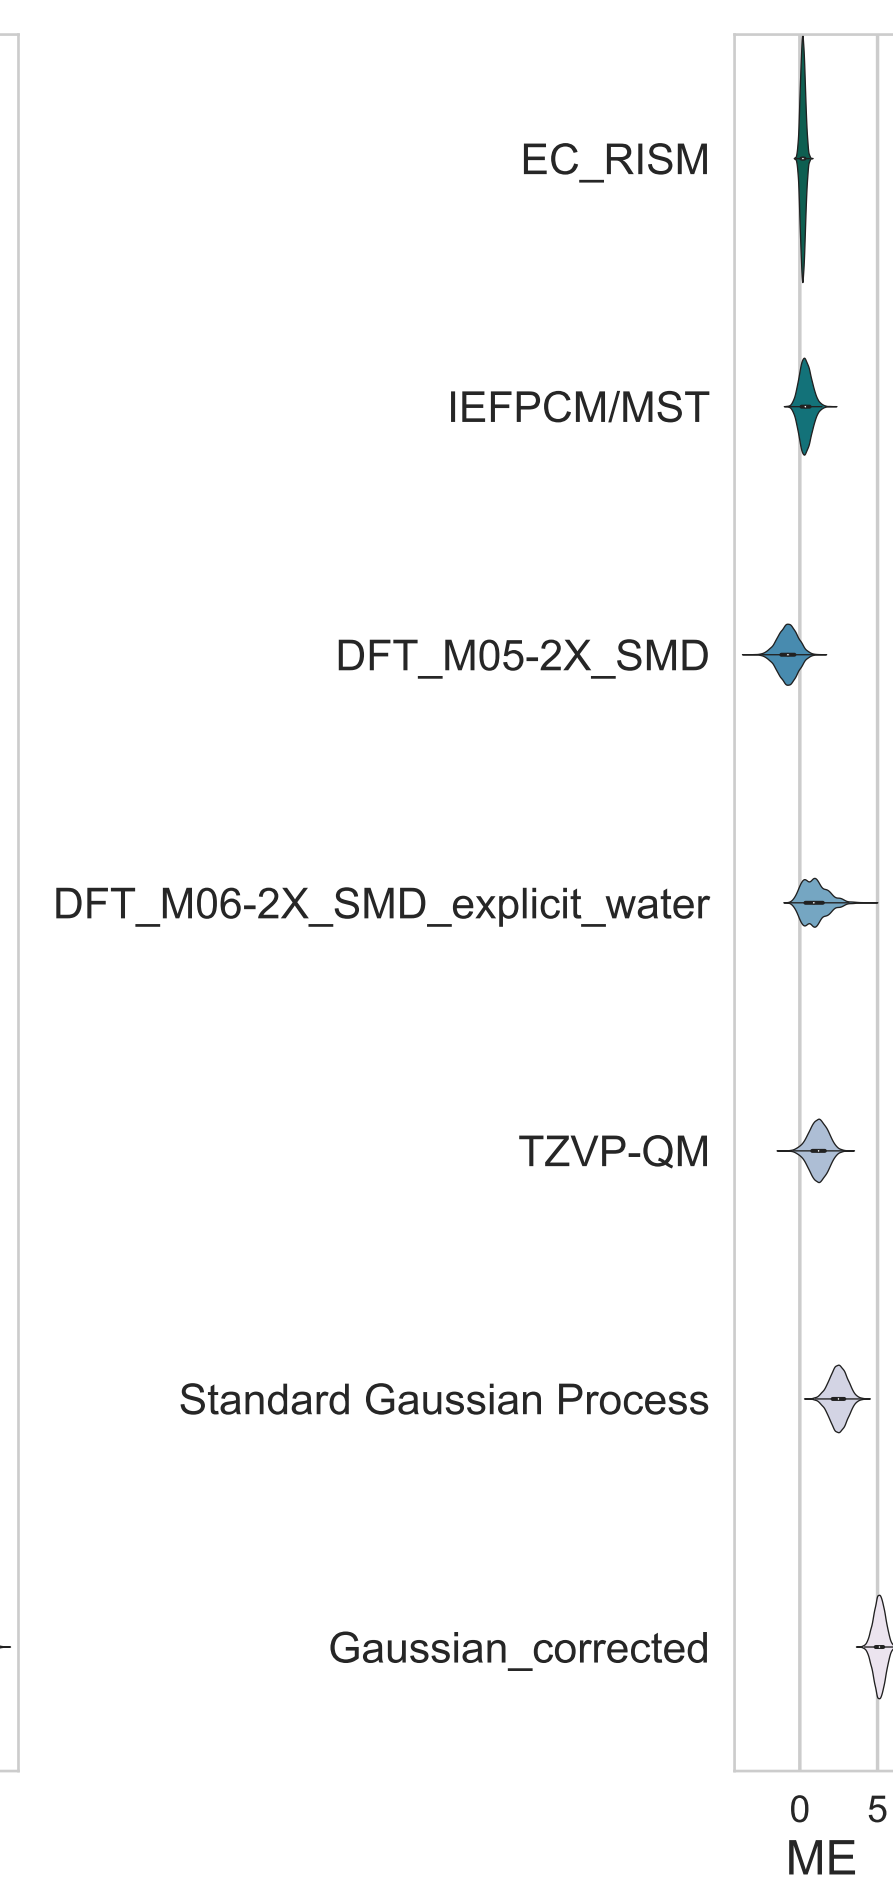 EC_RISM
IEFPCM/MST
DFT_M05-2X_SMD
DFT_M06-2X_SMD_explicit_water
TZVP-QM
Standard Gaussian Process
Gaussian_corrected
0 5
ME